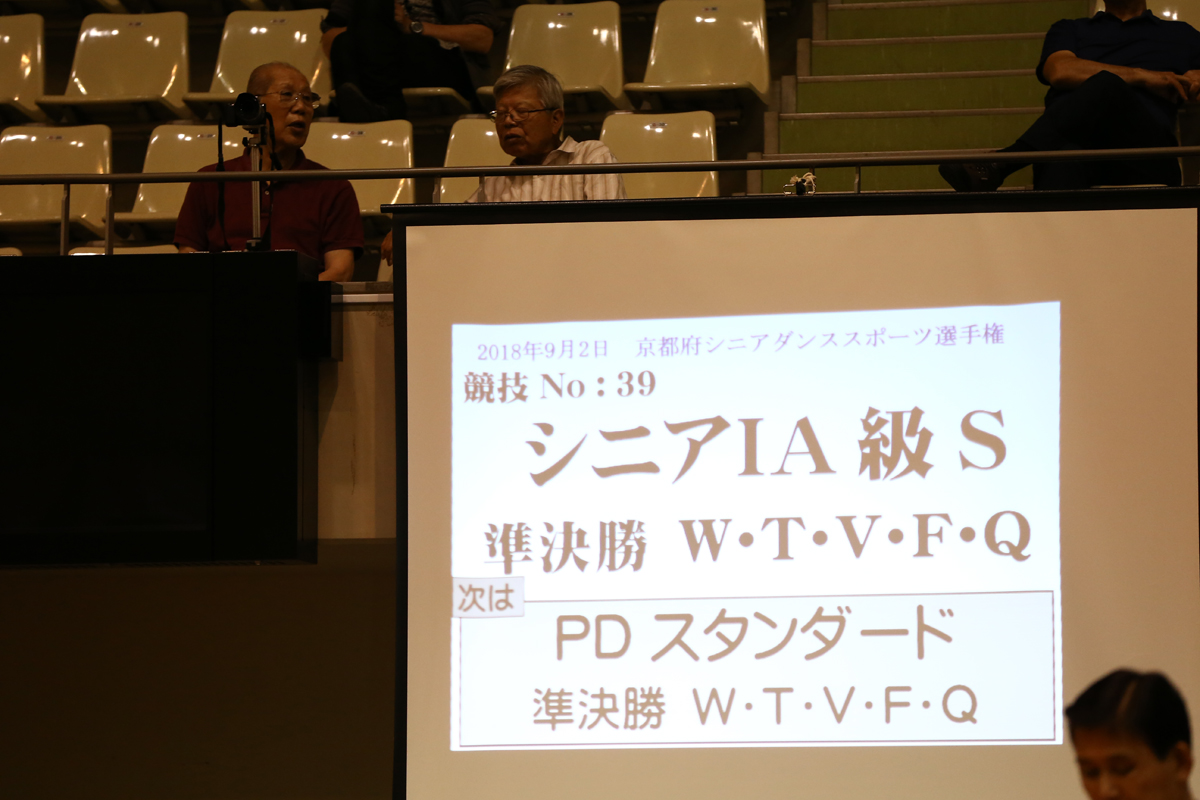 2018年9月2日　京都府シニアダンススポーツ選手権
競技 No：39
シニアIA 級 S
準決勝 W・T・V・F・Q
次は
PD スタンダード
準決勝 W・T・V・F・Q